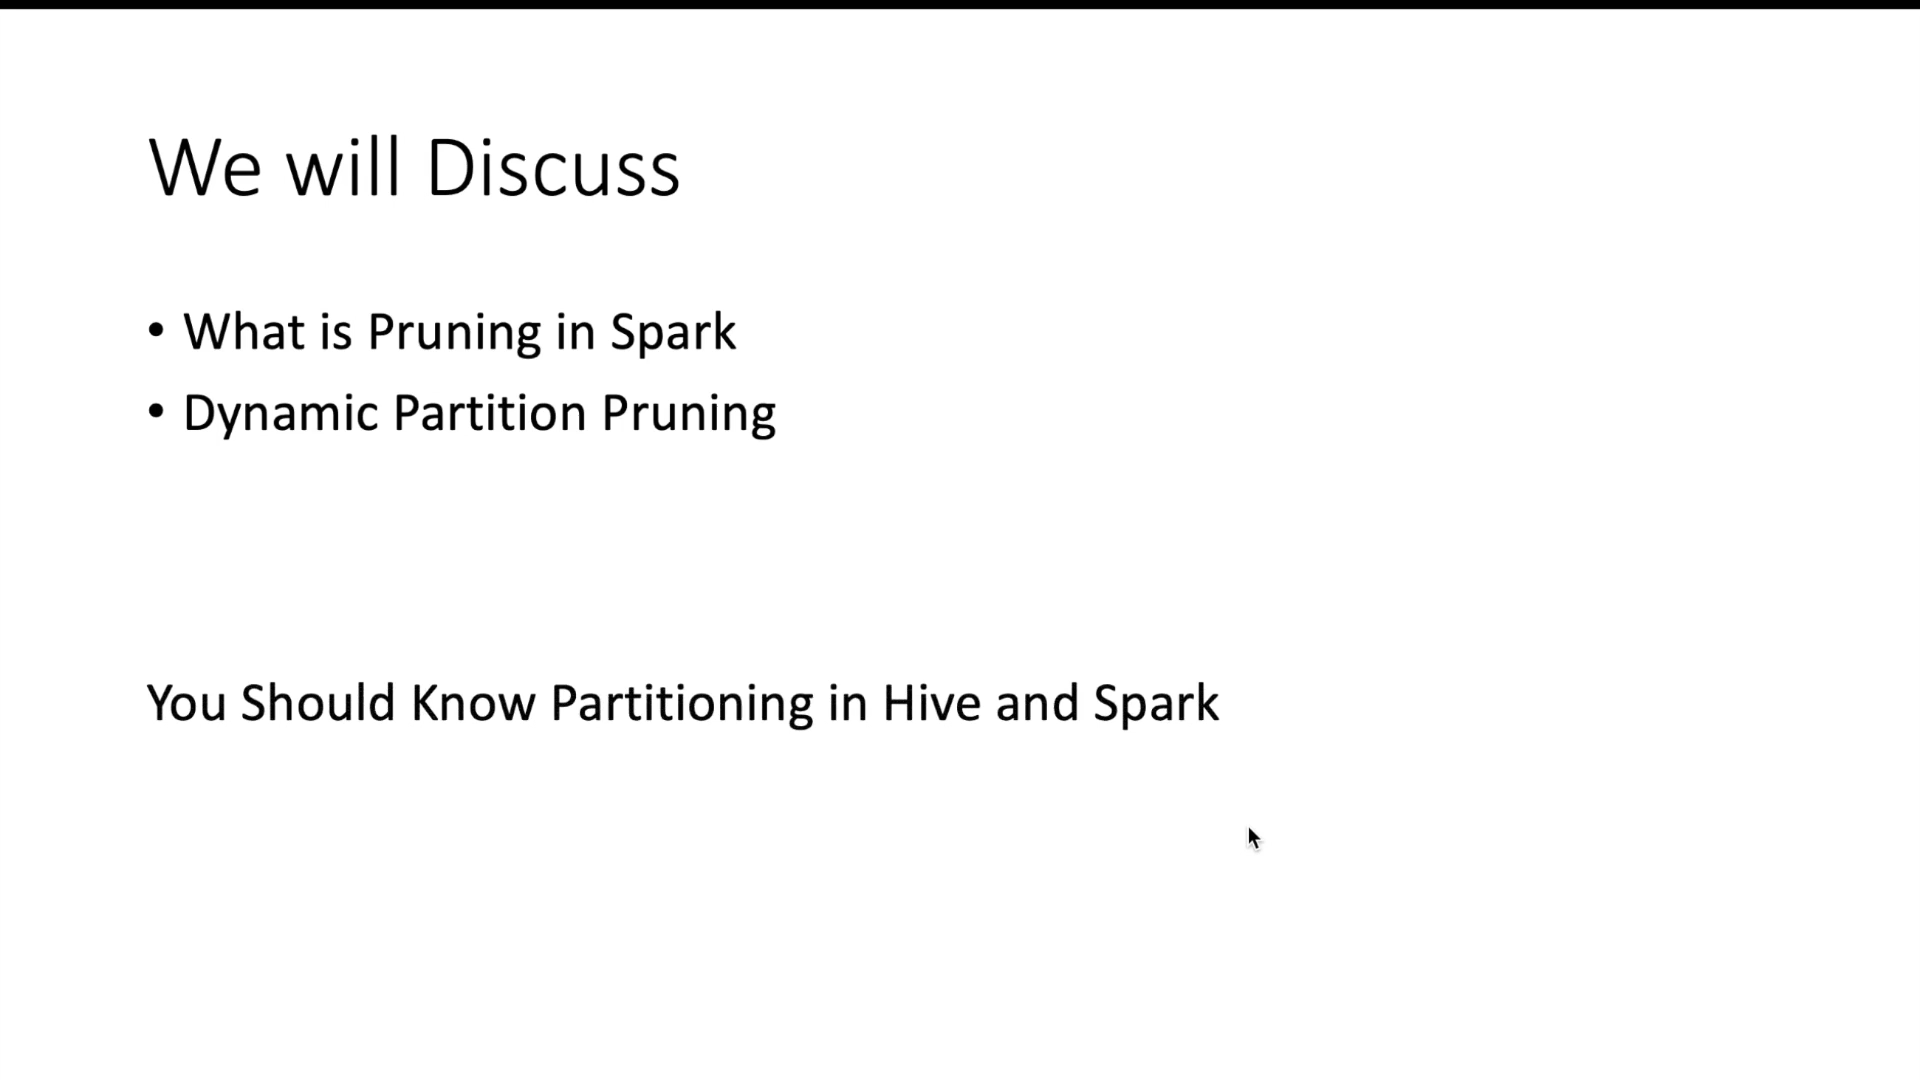 We will Discuss
• What is Pruning in Spark
• Dynamic Partition Pruning
You Should Know Partitioning in Hive and Spark